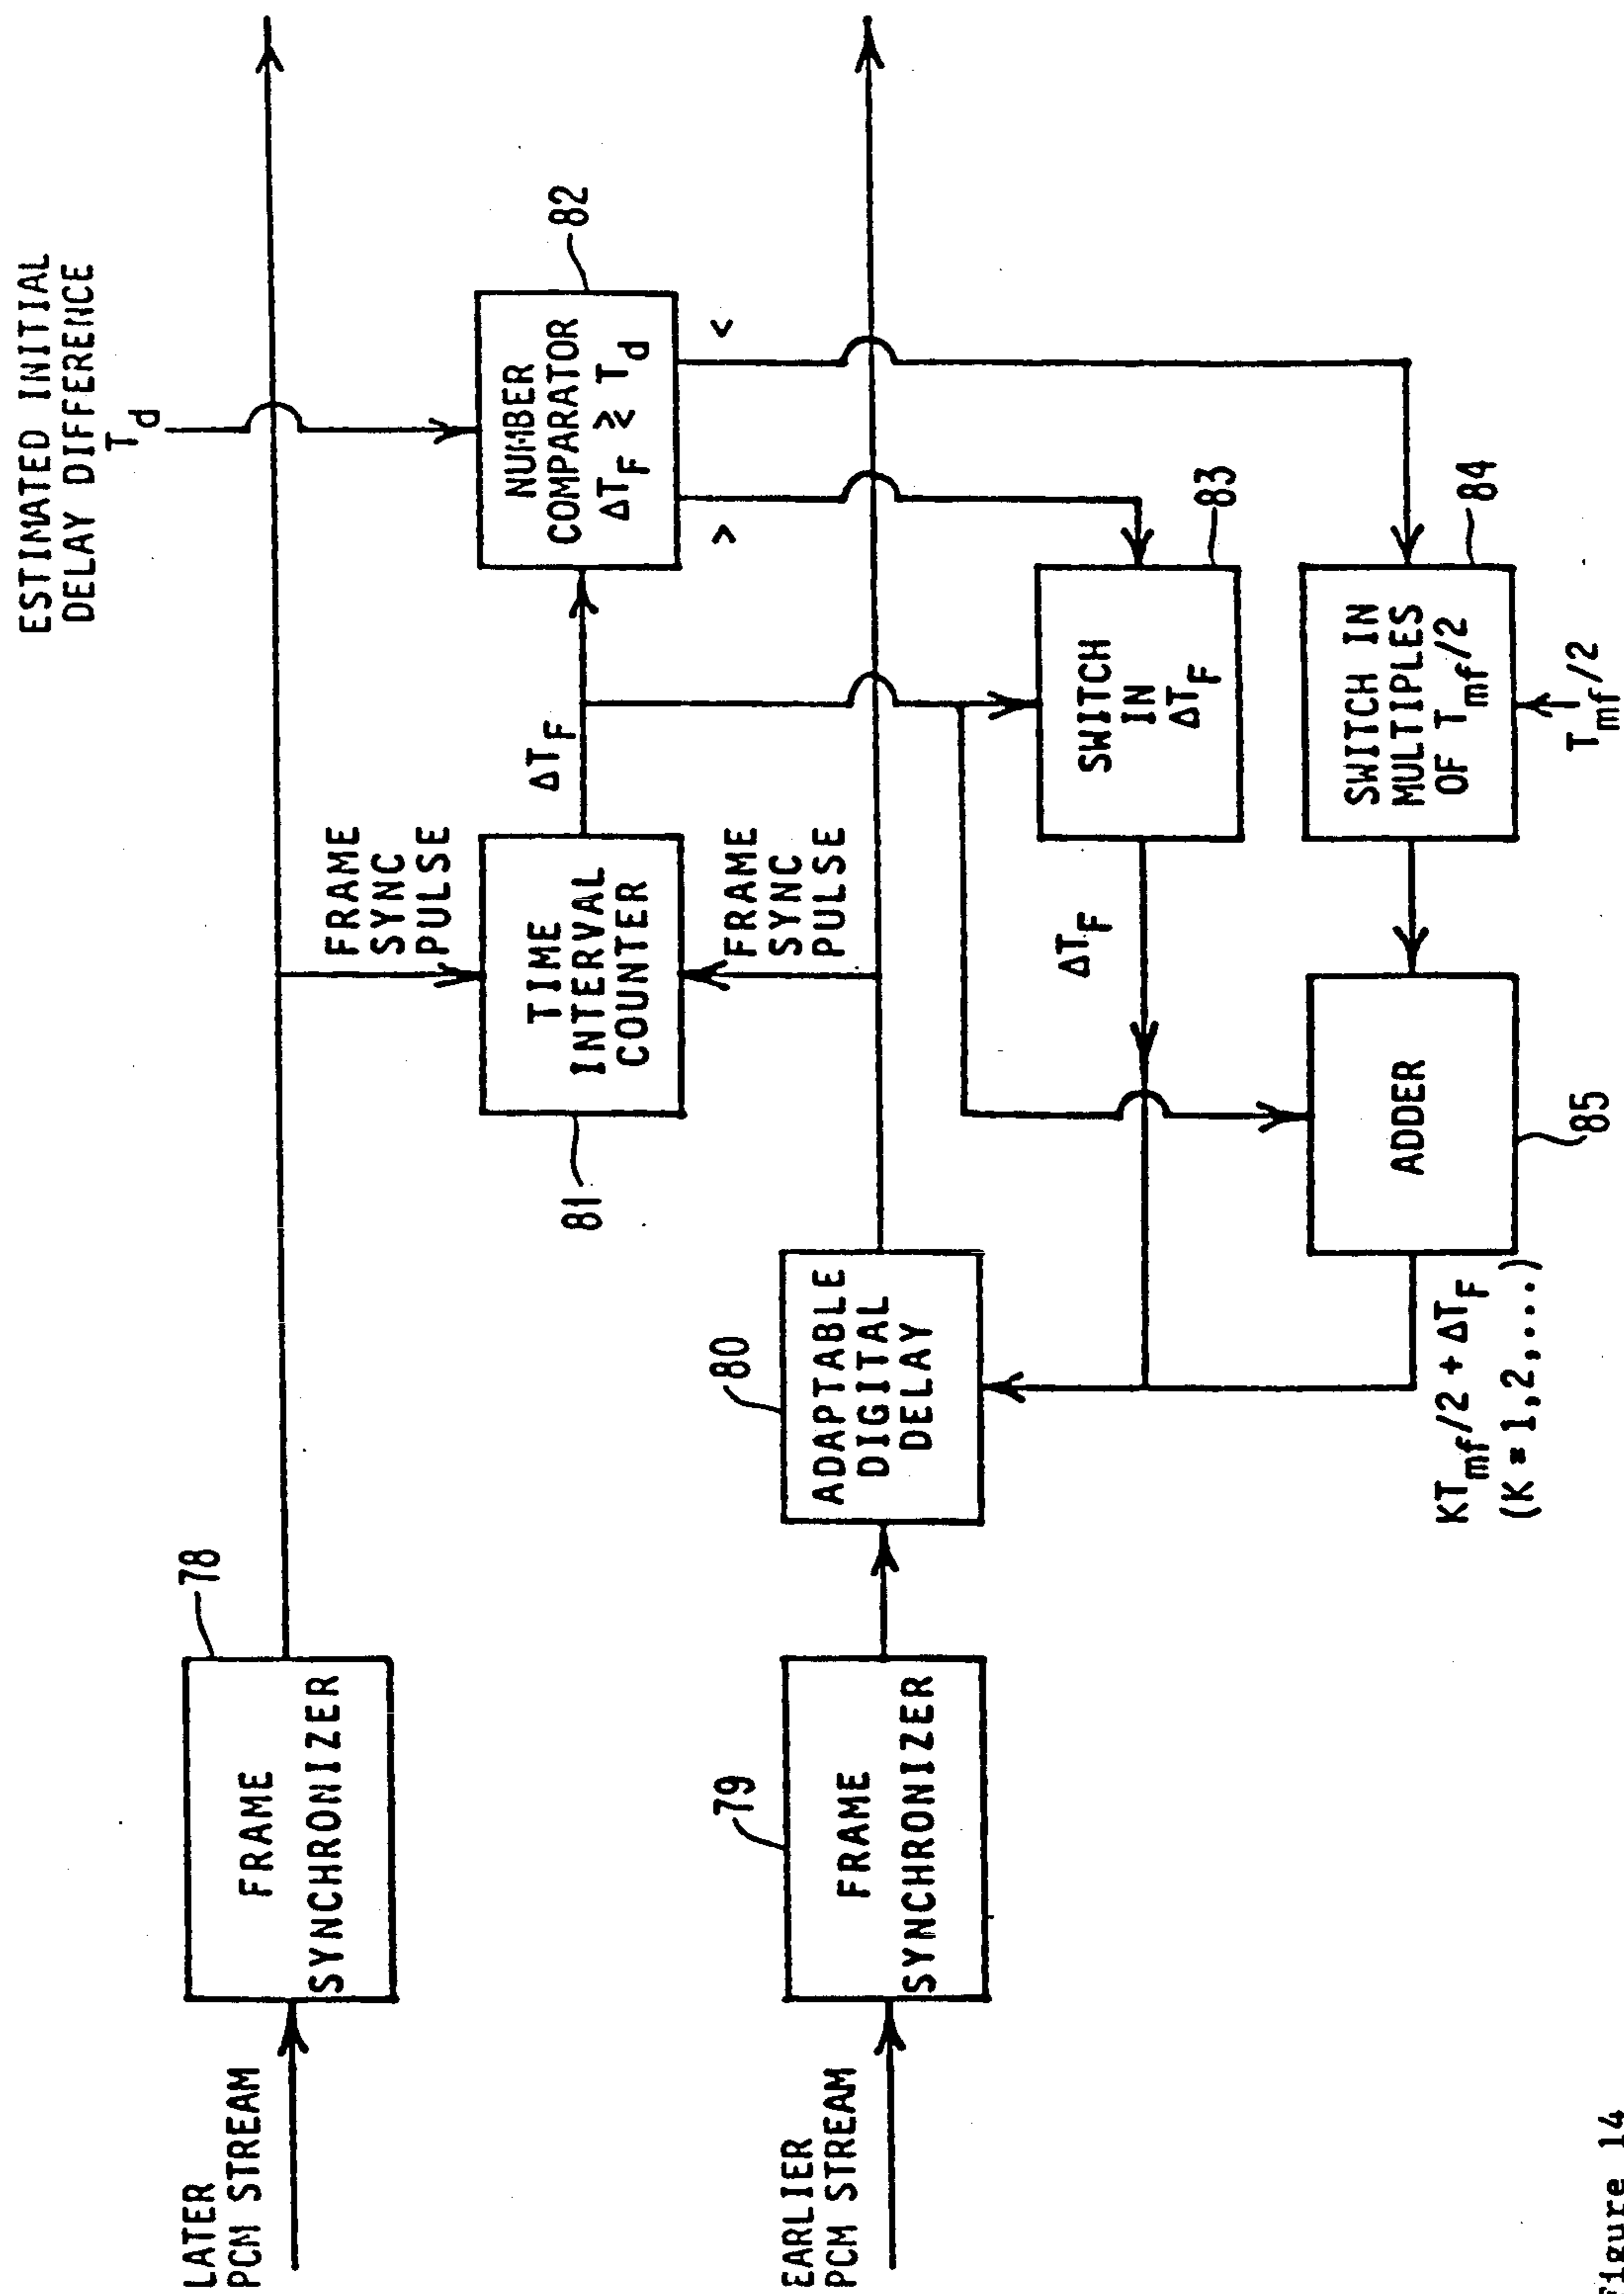 ESTIMATED INITIAL
DELAY DIFFERENCE
T_d
LATER
PCM STREAM
FRAME
SYNCHRONIZER
78
FRAME
SYNC
PULSE
TIME
INTERVAL
COUNTER
81
ΔT_F
NUMBER
COMPARATOR
ΔT_F ≷ T_d
82
FRAME
SYNC
PULSE
>
<
EARLIER
PCM STREAM
FRAME
SYNCHRONIZER
79
ADAPTABLE
DIGITAL
DELAY
80
ΔT_F
SWITCH
IN
ΔT_F
83
SWITCH IN
MULTIPLES
OF T_mf/2
84
T_mf/2
ADDER
85
KT_mf/2 + ΔT_F
(K = 1,2,....)
Figure 14